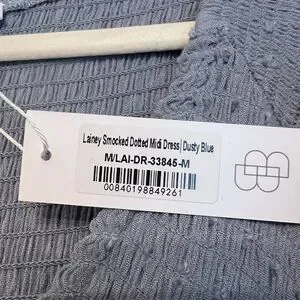 Lainey Smocked Dotted Midi Dress|Dusty Blue
M/LAI-DR-33845-M
00840198849261